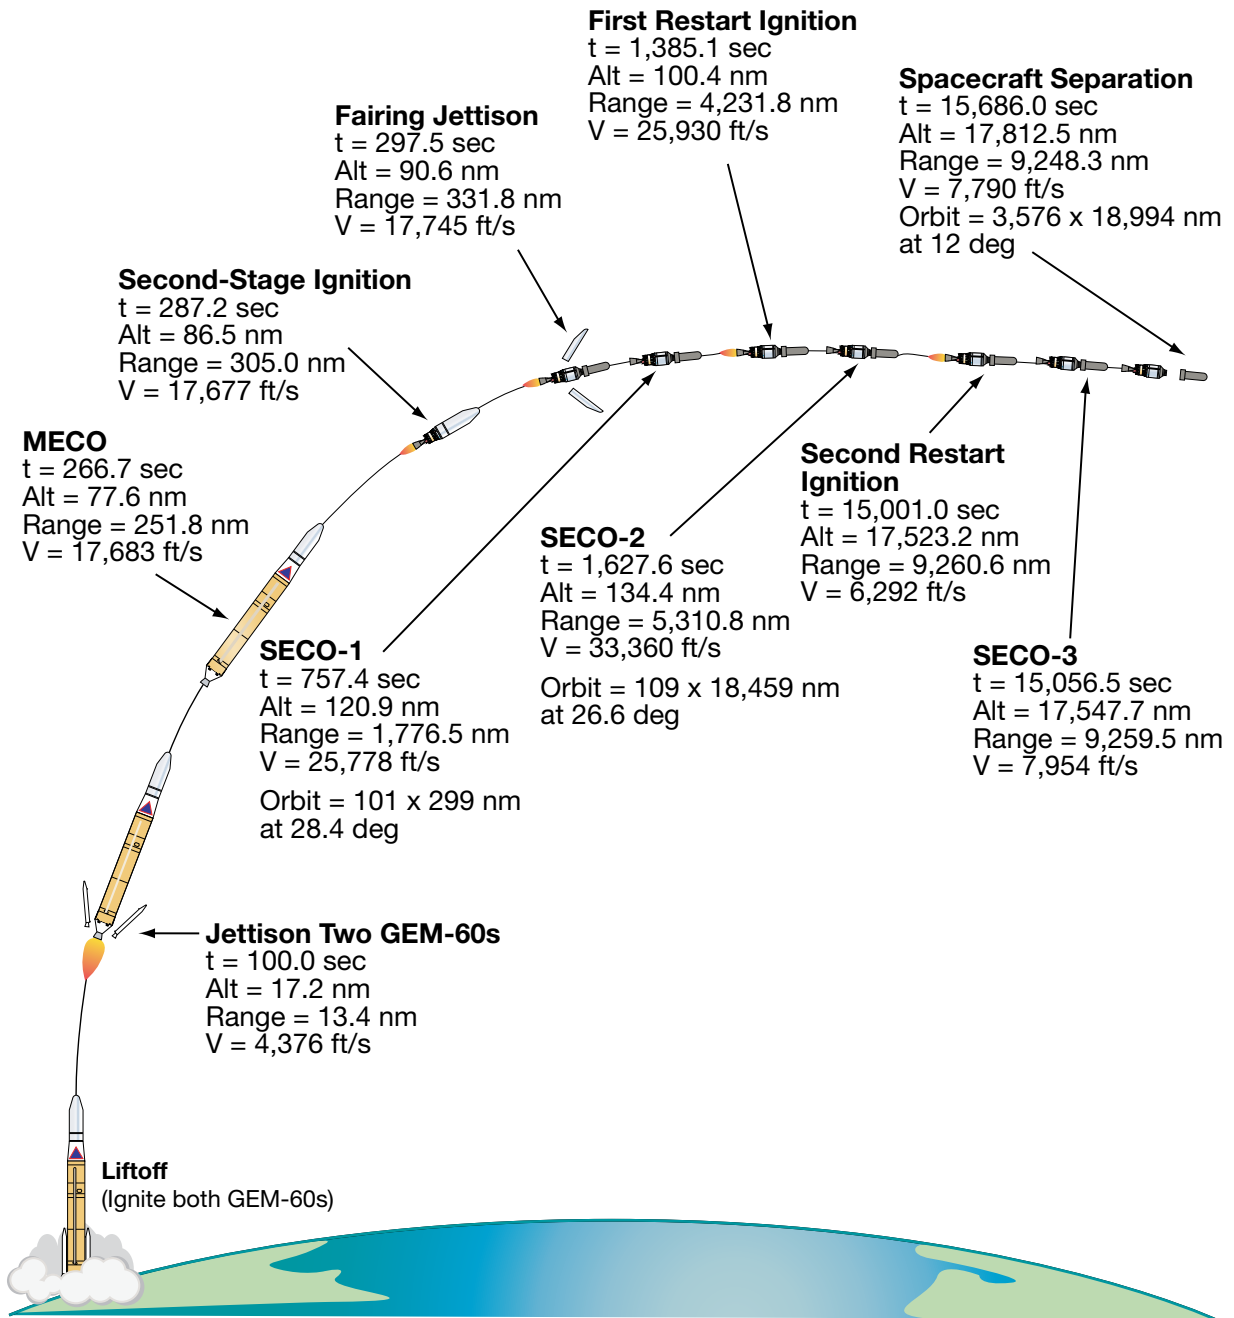 First Restart Ignition
t = 1,385.1 sec
Alt = 100.4 nm
Range = 4,231.8 nm
V = 25,930 ft/s
Spacecraft Separation
t = 15,686.0 sec
Alt = 17,812.5 nm
Range = 9,248.3 nm
V = 7,790 ft/s
Orbit = 3,576 x 18,994 nm
at 12 deg
Fairing Jettison
t = 297.5 sec
Alt = 90.6 nm
Range = 331.8 nm
V = 17,745 ft/s
Second-Stage Ignition
t = 287.2 sec
Alt = 86.5 nm
Range = 305.0 nm
V = 17,677 ft/s
MECO
t = 266.7 sec
Alt = 77.6 nm
Range = 251.8 nm
V = 17,683 ft/s
SECO-1
t = 757.4 sec
Alt = 120.9 nm
Range = 1,776.5 nm
V = 25,778 ft/s
Orbit = 101 x 299 nm
at 28.4 deg
SECO-2
t = 1,627.6 sec
Alt = 134.4 nm
Range = 5,310.8 nm
V = 33,360 ft/s
Orbit = 109 x 18,459 nm
at 26.6 deg
Second Restart
Ignition
t = 15,001.0 sec
Alt = 17,523.2 nm
Range = 9,260.6 nm
V = 6,292 ft/s
SECO-3
t = 15,056.5 sec
Alt = 17,547.7 nm
Range = 9,259.5 nm
V = 7,954 ft/s
Jettison Two GEM-60s
t = 100.0 sec
Alt = 17.2 nm
Range = 13.4 nm
V = 4,376 ft/s
Liftoff
(Ignite both GEM-60s)